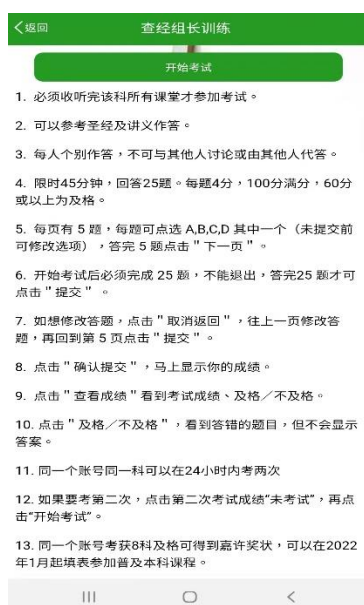 返回
查经组长训练
开始考试
1. 必须收听完该科所有课堂才参加考试。
2. 可以参考圣经及讲义作答。
3. 每人个别作答，不可与其他人讨论或由其他人代答。
4. 限时45分钟，回答25题。每题4分，100分满分，60分
或以上为及格。
5. 每页有 5 题，每题可点选 A,B,C,D 其中一个（未提交前
可修改选项），答完 5 题点击＂下一页＂。
6. 开始考试后必须完成 25 题，不能退出，答完25 题才可
点击＂提交＂ 。
7. 如想修改答题，点击＂取消返回＂，往上一页修改答
题，再回到第 5 页点击＂提交＂。
8. 点击＂确认提交＂，马上显示你的成绩。
9. 点击＂查看成绩＂看到考试成绩、及格／不及格。
10. 点击＂及格／不及格＂，看到答错的题目，但不会显示
答案。
11. 同一个账号同一科可以在24小时内考两次
12. 如果要考第二次，点击第二次考试成绩“未考试”，再点
击“开始考试”。
13. 同一个账号考获8科及格可得到嘉许奖状，可以在2022
年1月起填表参加普及本科课程。